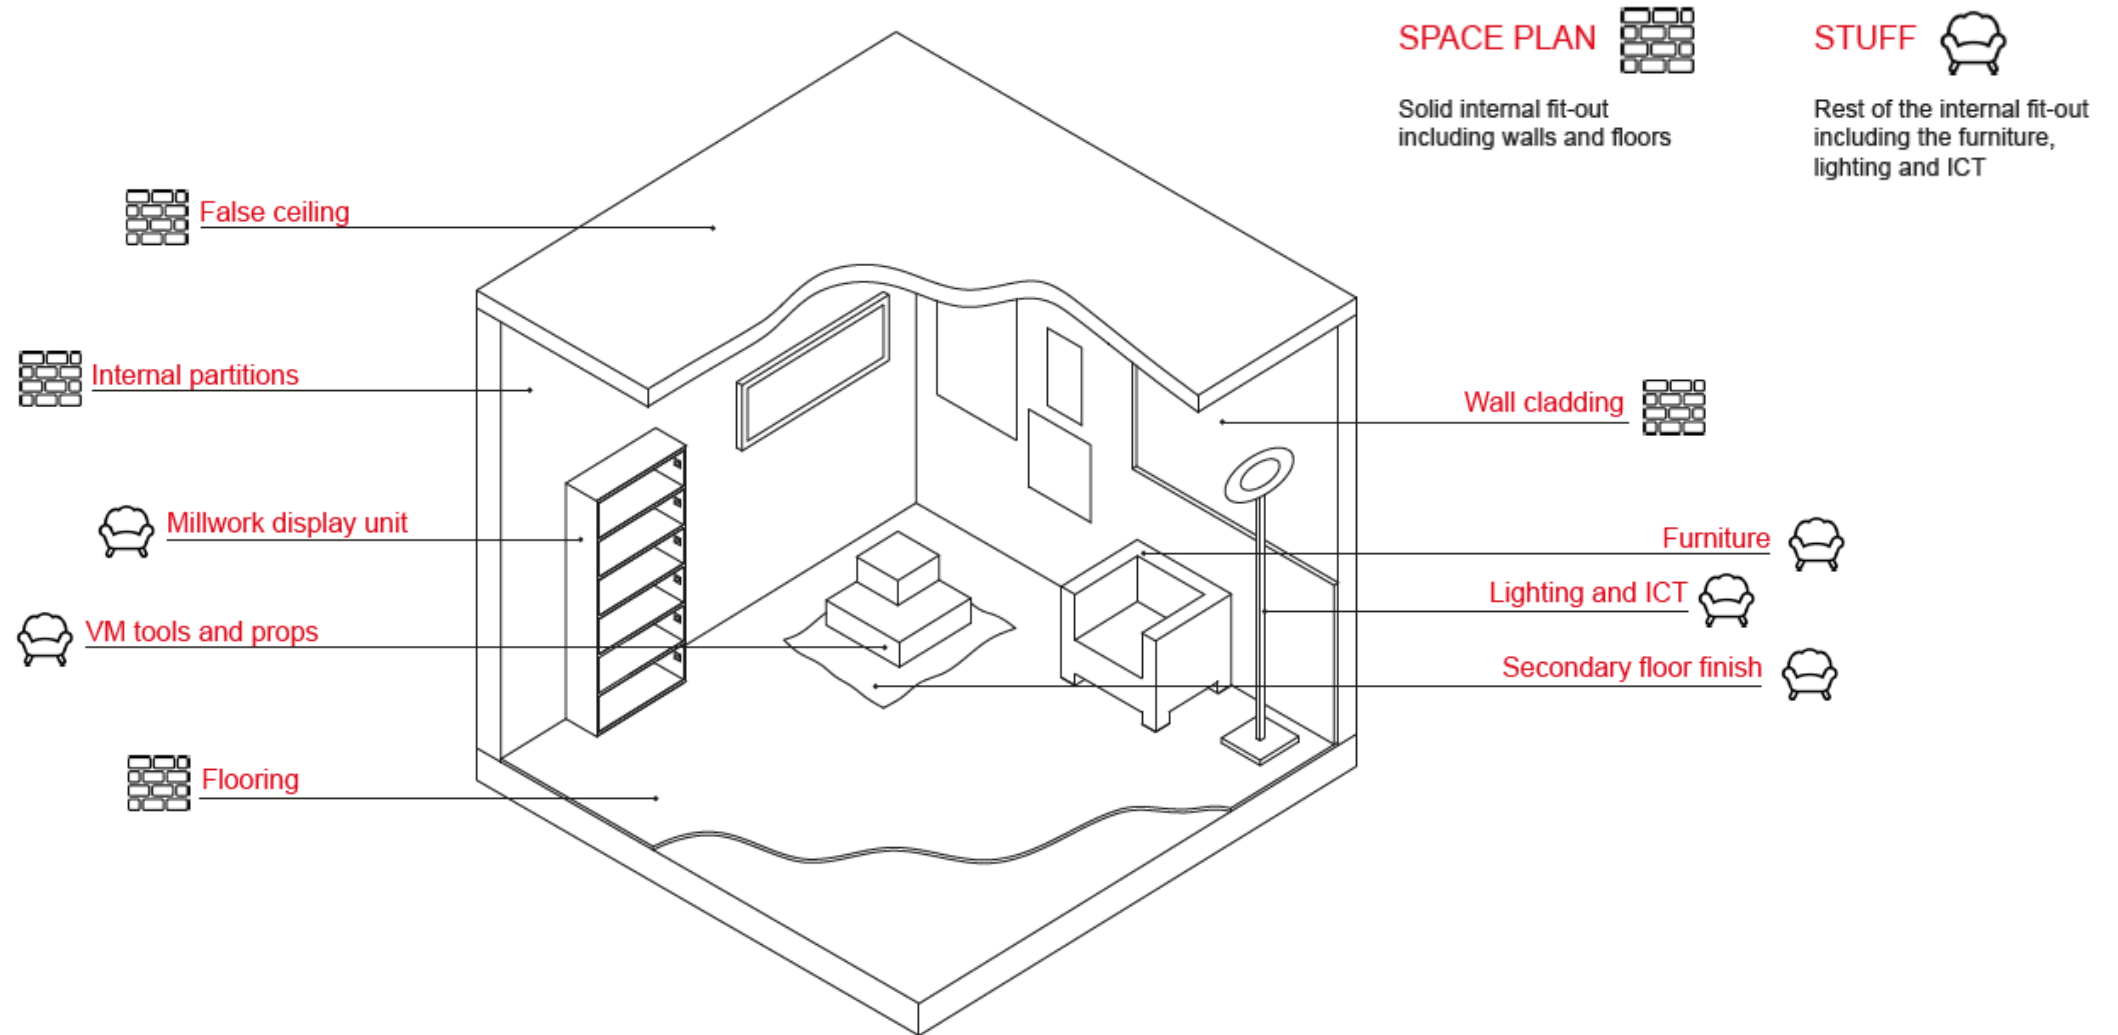 SPACE PLAN
Solid internal fit-out
including walls and floors
STUFF
Rest of the internal fit-out
including the furniture,
lighting and ICT
False ceiling
Internal partitions
Millwork display unit
VM tools and props
Flooring
Wall cladding
Furniture
Lighting and ICT
Secondary floor finish